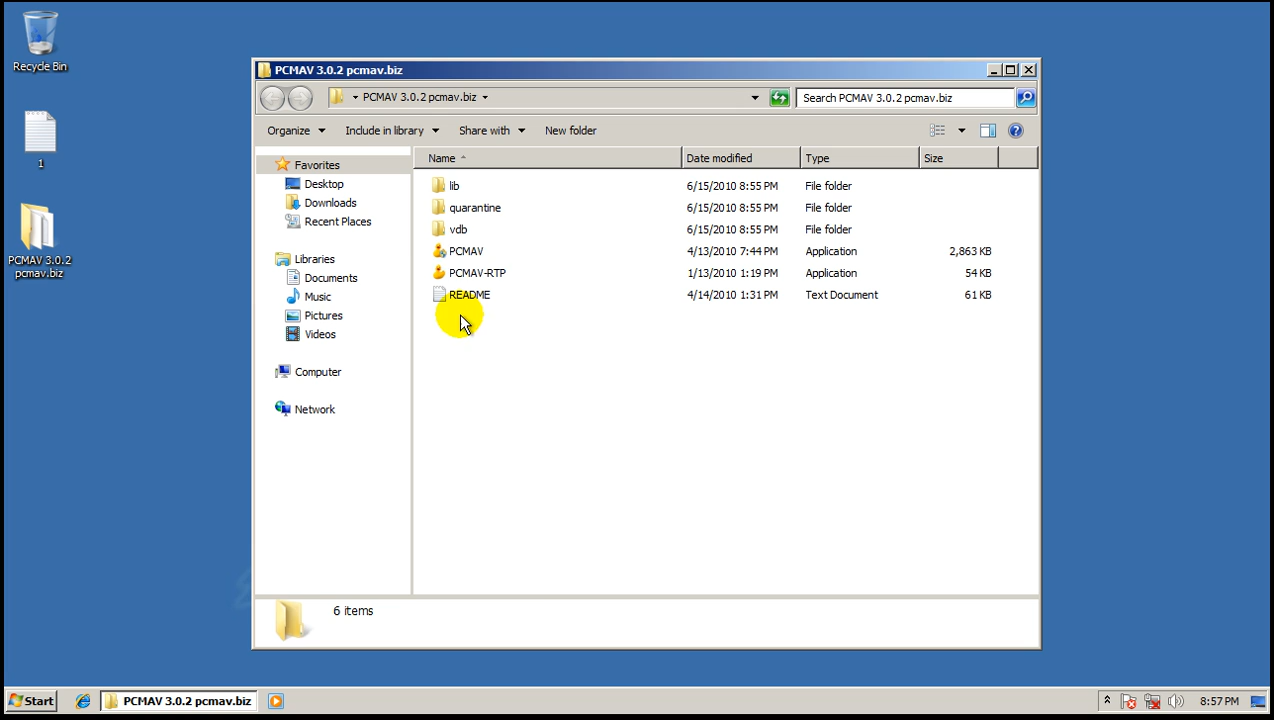 Recycle Bin
1
PCMAV 3.0.2
pcmav.biz
PCMAV 3.0.2 pcmav.biz
PCMAV 3.0.2 pcmav.biz
Search PCMAV 3.0.2 pcmav.biz
Organize Include in library Share with New folder
Favorites
Desktop
Downloads
Recent Places
Libraries
Documents
Music
Pictures
Videos
Computer
Network
Name Date modified Type Size
lib 6/15/2010 8:55 PM File folder
quarantine 6/15/2010 8:55 PM File folder
vdb 6/15/2010 8:55 PM File folder
PCMAV 4/13/2010 7:44 PM Application 2,863 KB
PCMAV-RTP 1/13/2010 1:19 PM Application 54 KB
README 4/14/2010 1:31 PM Text Document 61 KB
6 items
Start PCMAV 3.0.2 pcmav.biz 8:57 PM